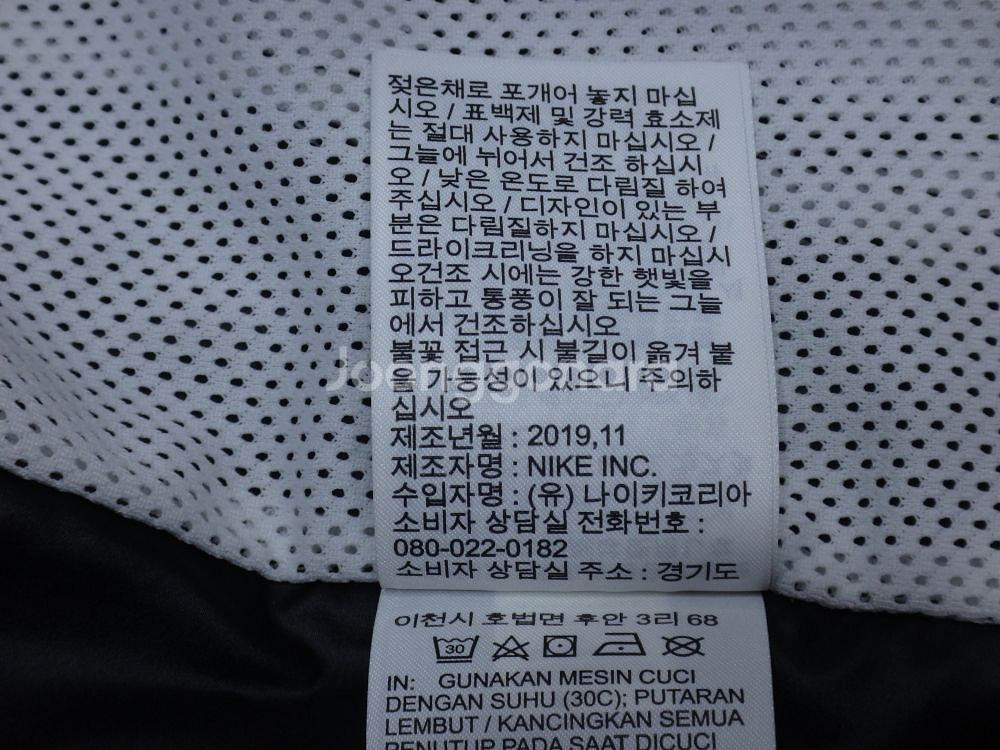 젖은채로 포개어 놓지 마십
시오 / 표백제 및 강력 효소제
는 절대 사용하지 마십시오 /
그늘에 뉘어서 건조 하십시
오 / 낮은 온도로 다림질 하여
주십시오 / 디자인이 있는 부
분은 다림질하지 마십시오 /
드라이크리닝을 하지 마십시
오건조 시에는 강한 햇빛을
피하고 통풍이 잘 되는 그늘
에서 건조하십시오
불꽃 접근 시 불길이 옮겨 붙
을 가능성이 있으니 주의하
십시오
제조년월 : 2019,11
제조자명 : NIKE INC.
수입자명 : (유) 나이키코리아
소비자 상담실 전화번호 :
080-022-0182
소비자 상담실 주소 : 경기도
이천시 호법면 후안 3리 68
30
IN: GUNAKAN MESIN CUCI
DENGAN SUHU (30C); PUTARAN
LEMBUT / KANCINGKAN SEMUA
PENUTUP PADA SAAT DICUCI